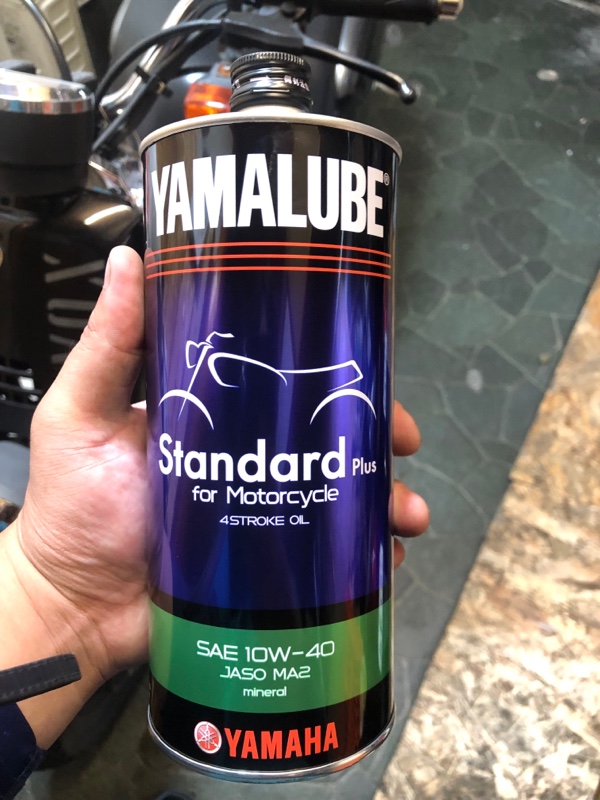 YAMALUBE®
Standard Plus
for Motorcycle
4STROKE OIL
SAE 10W-40
JASO MA2
mineral
YAMAHA